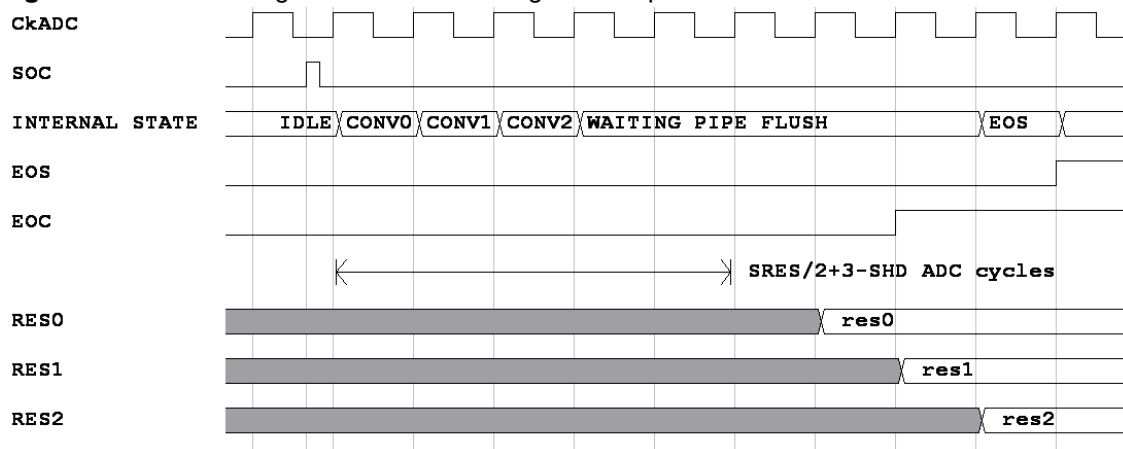 CkADC
SOC
INTERNAL STATE IDLE CONV0 CONV1 CONV2 WAITING PIPE FLUSH EOS
EOS
EOC
SRES/2+3-SHD ADC cycles
RES0 res0
RES1 res1
RES2 res2